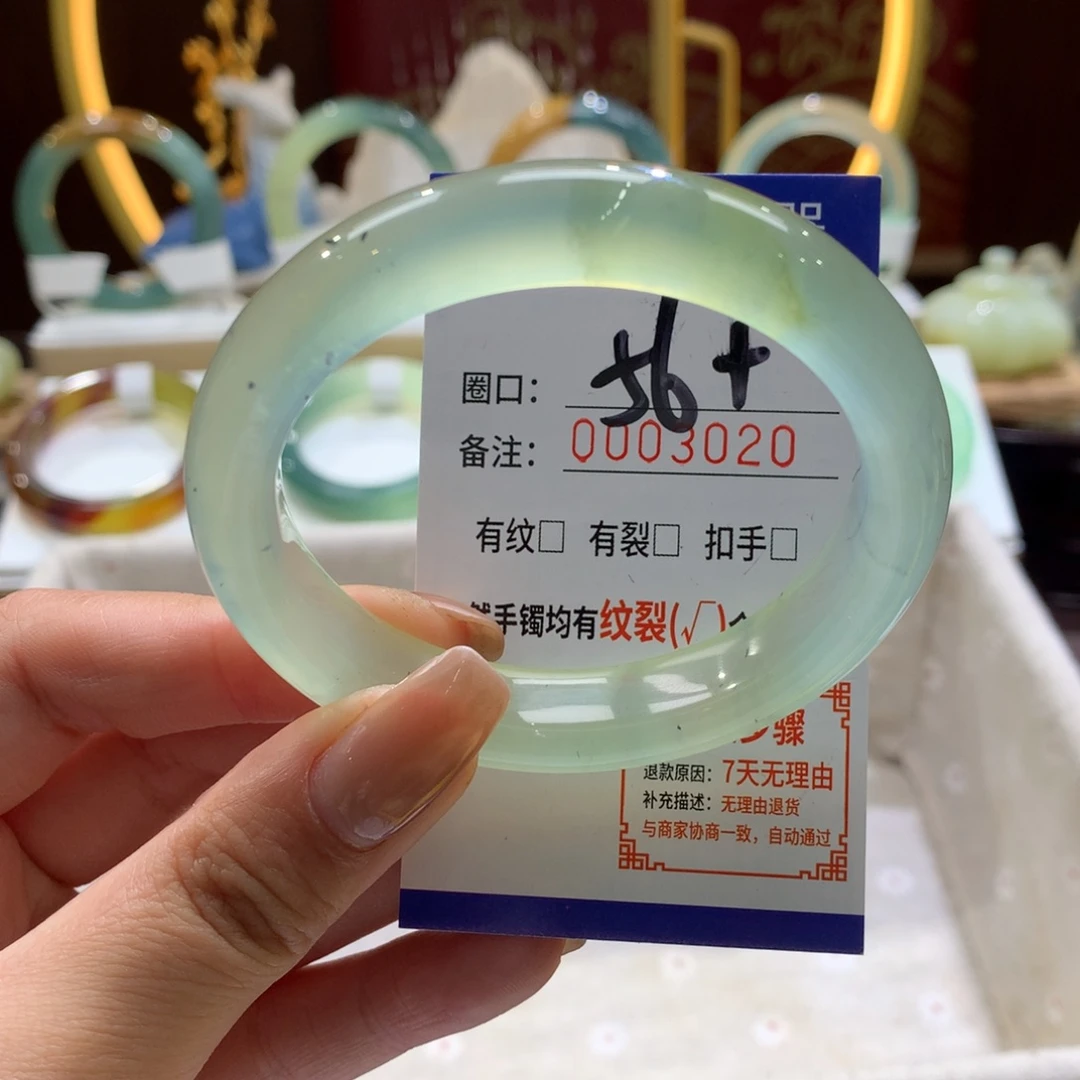 圈口： 56+
备注： 0003020
有纹□ 有裂□ 扣手□
手镯均有纹裂(√)
骤
退款原因：7天无理由
补充描述：无理由退货
与商家协商一致，自动通过